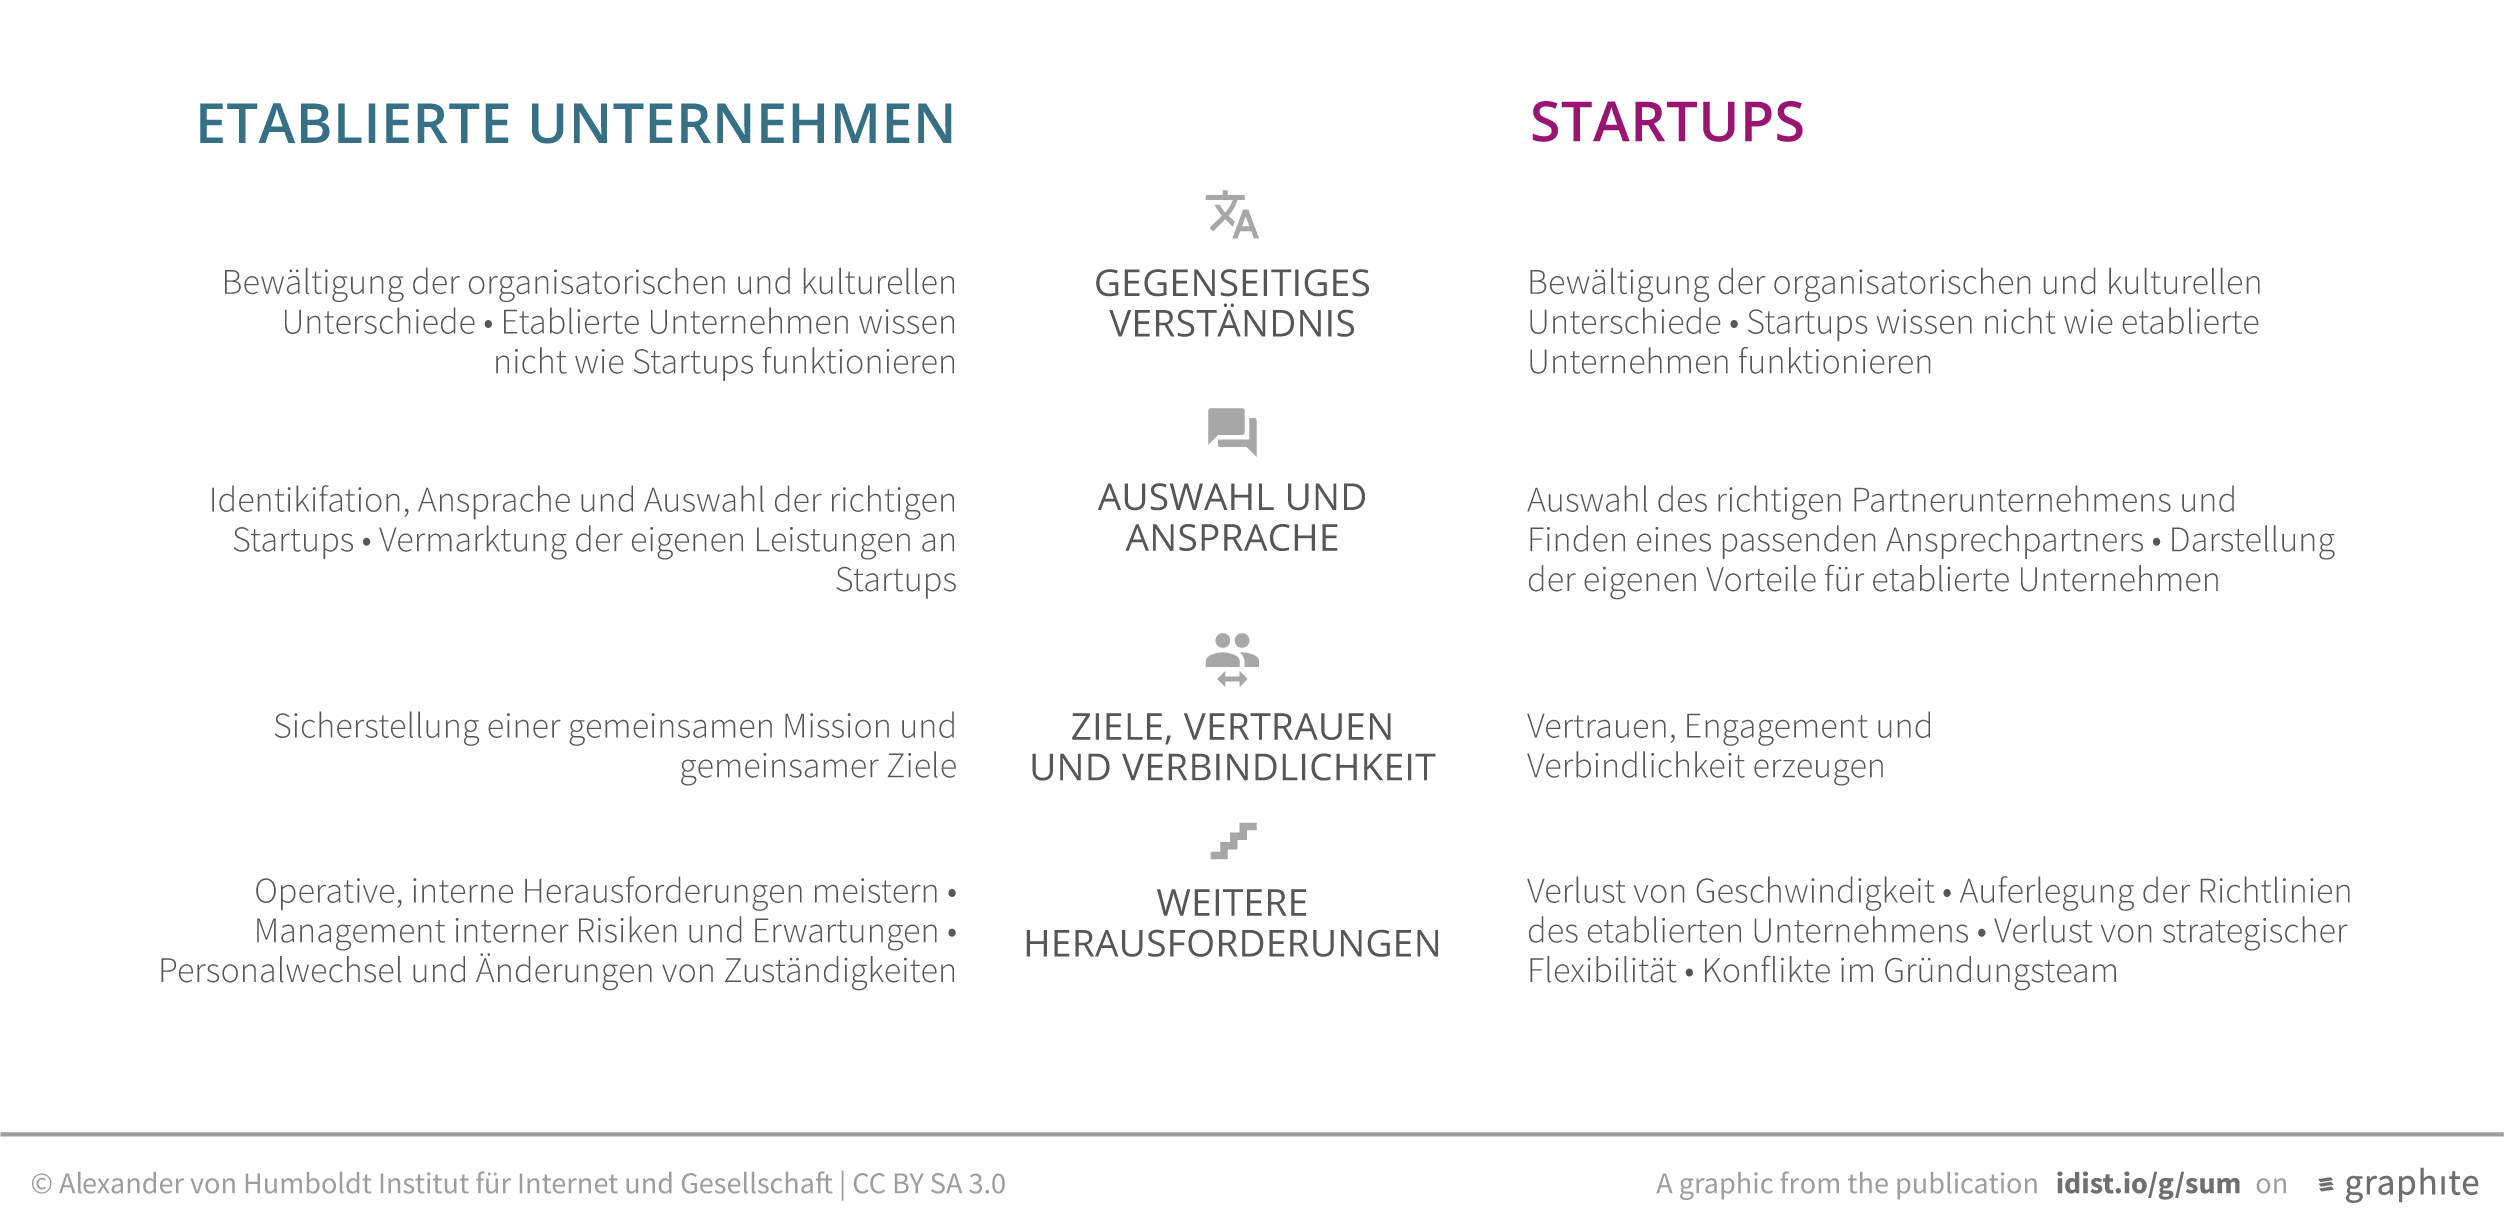 ETABLIERTE UNTERNEHMEN
STARTUPS
GEGENSEITIGES
VERSTÄNDNIS
Bewältigung der organisatorischen und kulturellen
Unterschiede • Etablierte Unternehmen wissen
nicht wie Startups funktionieren
Bewältigung der organisatorischen und kulturellen
Unterschiede • Startups wissen nicht wie etablierte
Unternehmen funktionieren
AUSWAHL UND
ANSPRACHE
Identikifation, Ansprache und Auswahl der richtigen
Startups • Vermarktung der eigenen Leistungen an
Startups
Auswahl des richtigen Partnerunternehmens und
Finden eines passenden Ansprechpartners • Darstellung
der eigenen Vorteile für etablierte Unternehmen
ZIELE, VERTRAUEN
UND VERBINDLICHKEIT
Sicherstellung einer gemeinsamen Mission und
gemeinsamer Ziele
Vertrauen, Engagement und
Verbindlichkeit erzeugen
WEITERE
HERAUSFORDERUNGEN
Operative, interne Herausforderungen meistern •
Management interner Risiken und Erwartungen •
Personalwechsel und Änderungen von Zuständigkeiten
Verlust von Geschwindigkeit • Auferlegung der Richtlinien
des etablierten Unternehmens • Verlust von strategischer
Flexibilität • Konflikte im Gründungsteam
© Alexander von Humboldt Institut für Internet und Gesellschaft | CC BY SA 3.0
A graphic from the publication idist.io/g/sum on graphite